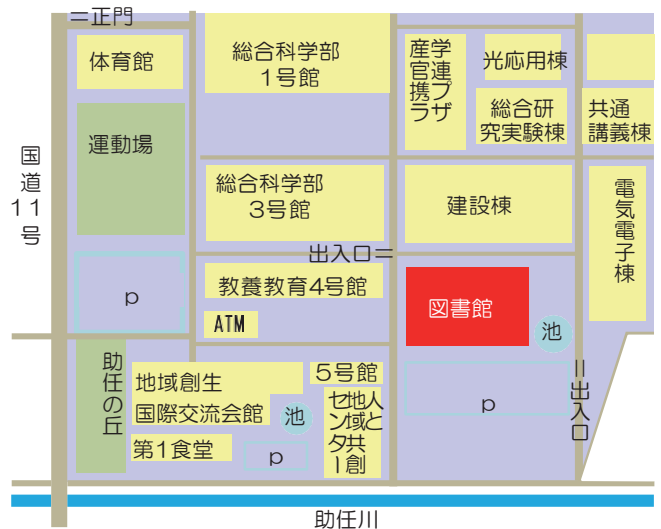 =正門
体育館
総合科学部
1号館
産官学連携プラザ
光応用棟
総合研
究実験棟
共通
講義棟
国道11号
運動場
総合科学部
3号館
建設棟
電気電子棟
出入口=
p
教養教育4号館
図書館
ATM
池
=出入口
助任の丘
地域創生
国際交流会館
5号館
人と地域共創センター
池
p
第1食堂
p
助任川